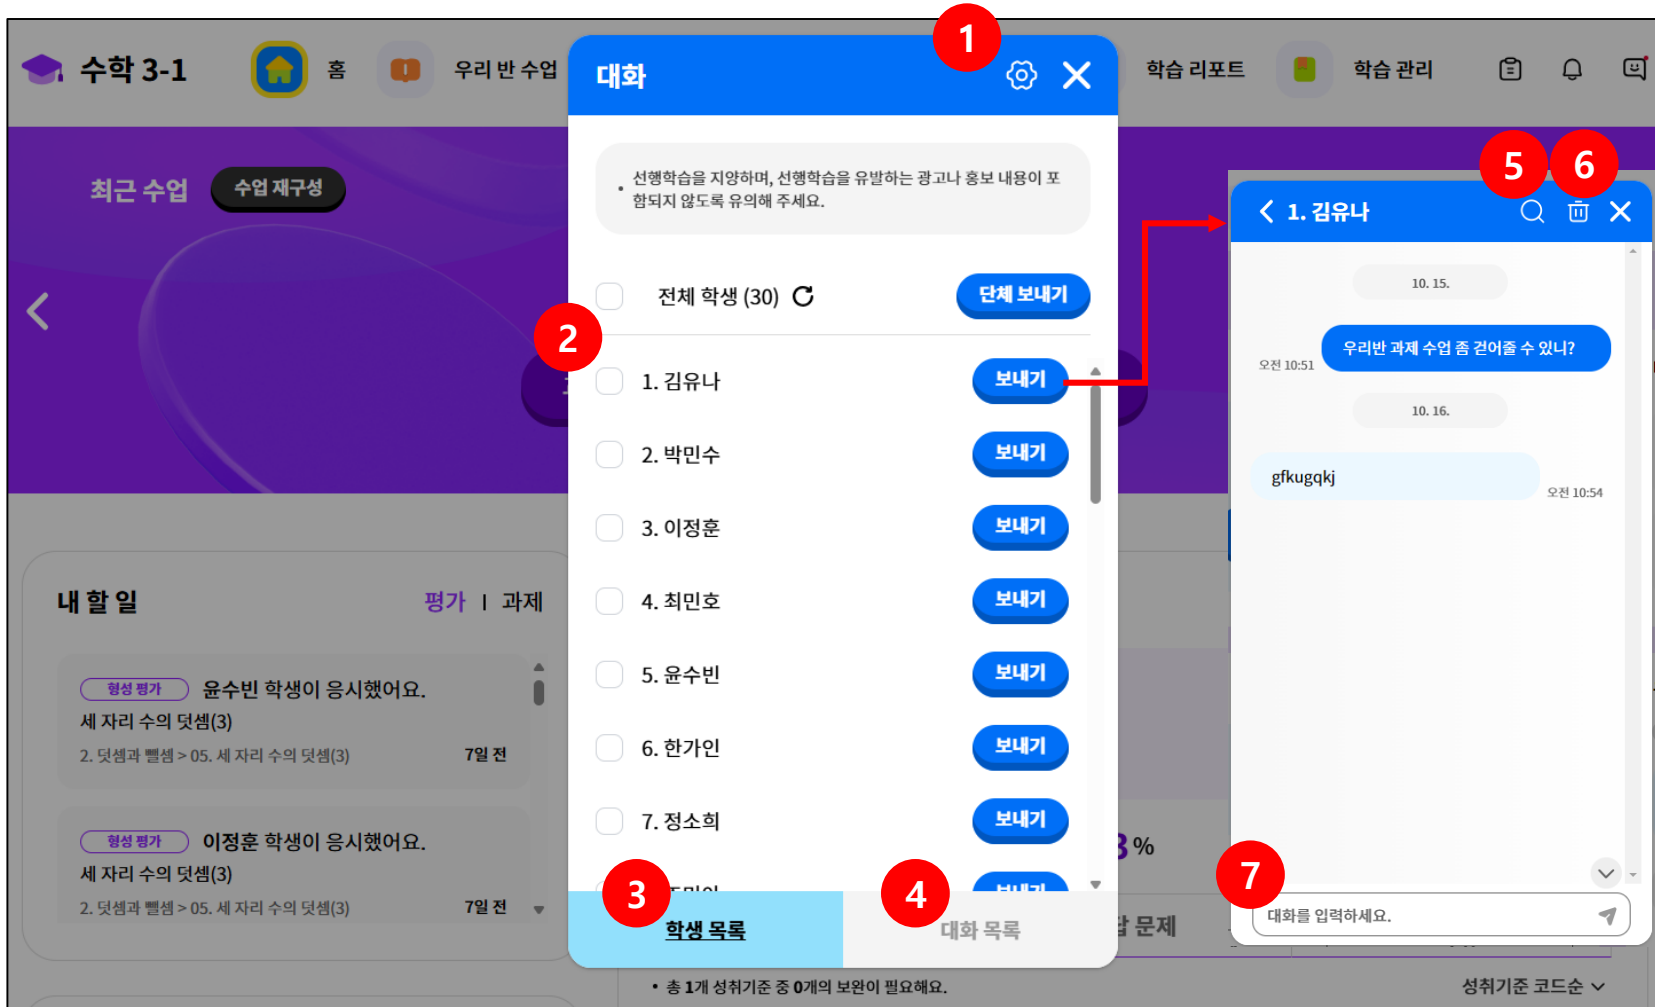 수학 3-1
홈
우리 반 수업
학습 리포트
학습 관리
최근 수업
수업 재구성
내 할 일
평가 | 과제
형성 평가 윤수빈 학생이 응시했어요.
세 자리 수의 덧셈(3)
2. 덧셈과 뺄셈 > 05. 세 자리 수의 덧셈(3) 7일 전
형성 평가 이정훈 학생이 응시했어요.
세 자리 수의 덧셈(3)
2. 덧셈과 뺄셈 > 05. 세 자리 수의 덧셈(3) 7일 전
1
대화
• 선행학습을 지양하며, 선행학습을 유발하는 광고나 홍보 내용이 포
함되지 않도록 유의해 주세요.
전체 학생 (30) 단체 보내기
2
1. 김유나 보내기
2. 박민수 보내기
3. 이정훈 보내기
4. 최민호 보내기
5. 윤수빈 보내기
6. 한가인 보내기
7. 정소희 보내기
보내기
3
학생 목록
4
대화 목록
%
문제
• 총 1개 성취기준 중 0개의 보완이 필요해요.
성취기준 코드순
5
6
1. 김유나
10. 15.
우리반 과제 수업 좀 걷어줄 수 있니?
오전 10:51
10. 16.
gfkugqkj
오전 10:54
7
대화를 입력하세요.